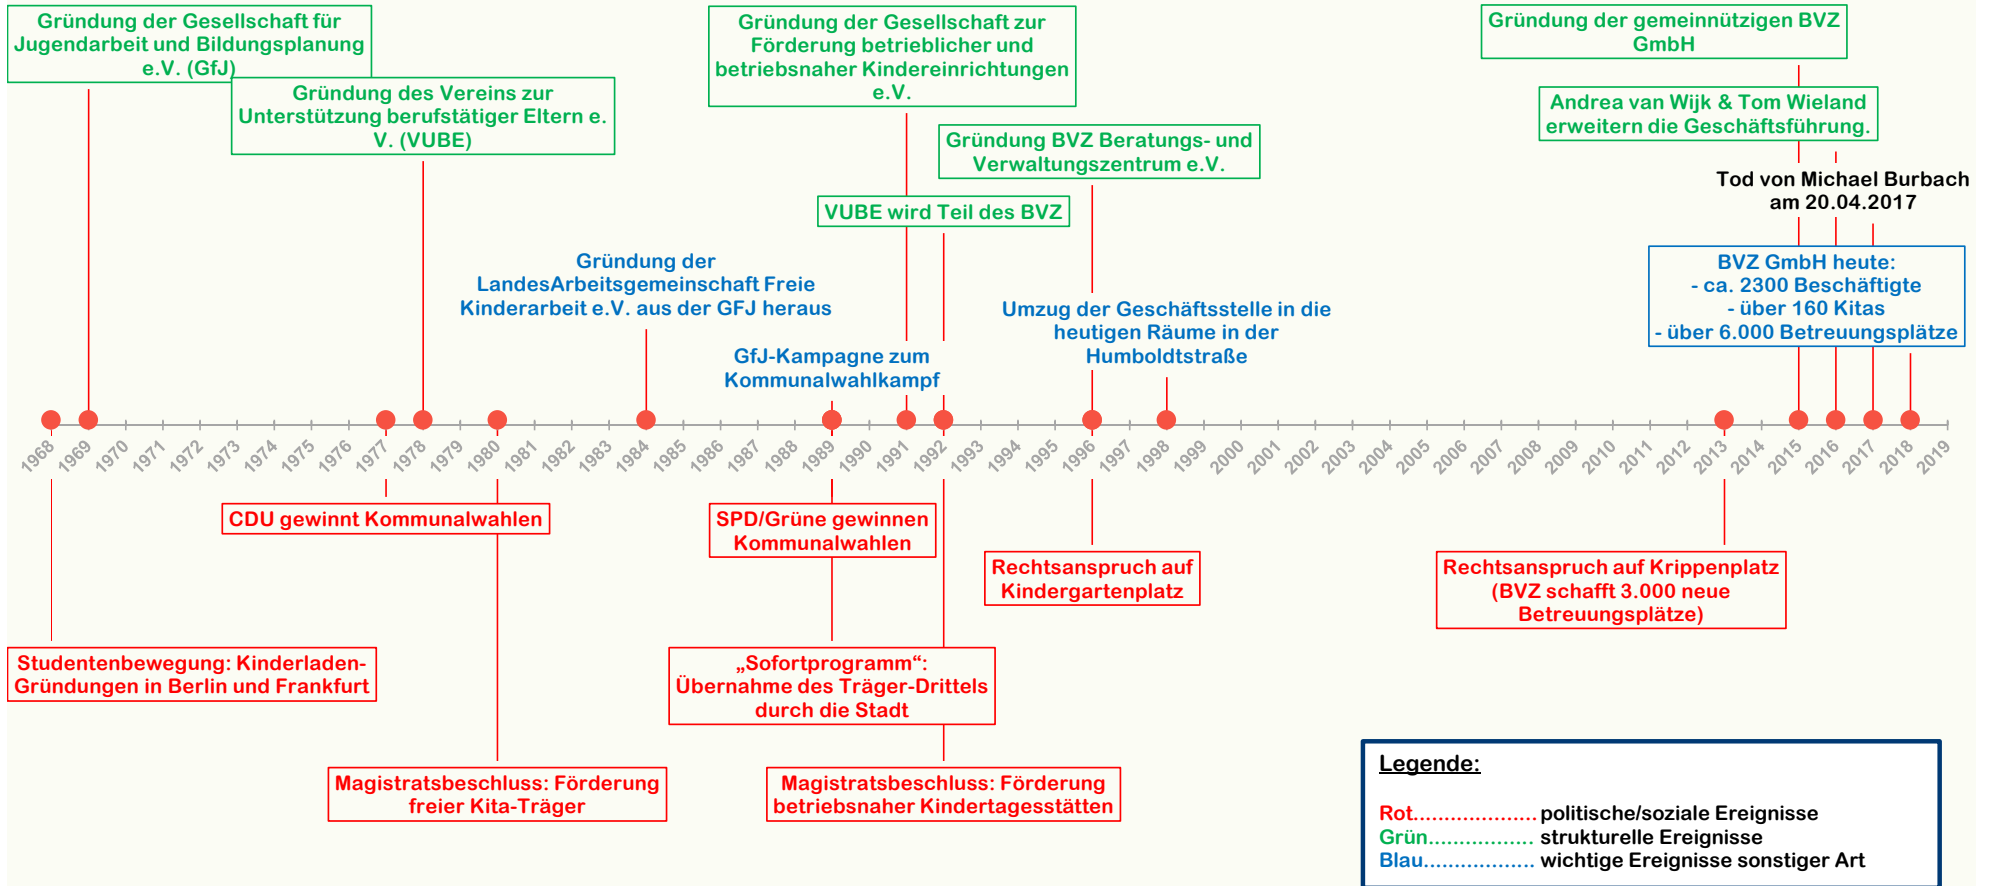 Gründung der Gesellschaft für
Jugendarbeit und Bildungsplanung
e.V. (GfJ)
Gründung des Vereins zur
Unterstützung berufstätiger Eltern e.
V. (VUBE)
Gründung der Gesellschaft zur
Förderung betrieblicher und
betriebsnaher Kindereinrichtungen
e.V.
Gründung BVZ Beratungs- und
Verwaltungszentrum e.V.
VUBE wird Teil des BVZ
Gründung der gemeinnützigen BVZ
GmbH
Andrea van Wijk & Tom Wieland
erweitern die Geschäftsführung.
Tod von Michael Burbach
am 20.04.2017
Gründung der
LandesArbeitsgemeinschaft Freie
Kinderarbeit e.V. aus der GFJ heraus
GfJ-Kampagne zum
Kommunalwahlkampf
Umzug der Geschäftsstelle in die
heutigen Räume in der
Humboldtstraße
BVZ GmbH heute:
- ca. 2300 Beschäftigte
- über 160 Kitas
- über 6.000 Betreuungsplätze
1968
1969
1970
1971
1972
1973
1974
1975
1976
1977
1978
1979
1980
1981
1982
1983
1984
1985
1986
1987
1988
1989
1990
1991
1992
1993
1994
1995
1996
1997
1998
1999
2000
2001
2002
2003
2004
2005
2006
2007
2008
2009
2010
2011
2012
2013
2014
2015
2016
2017
2018
2019
CDU gewinnt Kommunalwahlen
SPD/Grüne gewinnen
Kommunalwahlen
Rechtsanspruch auf
Kindergartenplatz
Rechtsanspruch auf Krippenplatz
(BVZ schafft 3.000 neue
Betreuungsplätze)
Studentenbewegung: Kinderladen-
Gründungen in Berlin und Frankfurt
„Sofortprogramm“:
Übernahme des Träger-Drittels
durch die Stadt
Magistratsbeschluss: Förderung
freier Kita-Träger
Magistratsbeschluss: Förderung
betriebsnaher Kindertagesstätten
Legende:
Rot.................... politische/soziale Ereignisse
Grün................. strukturelle Ereignisse
Blau.................. wichtige Ereignisse sonstiger Art